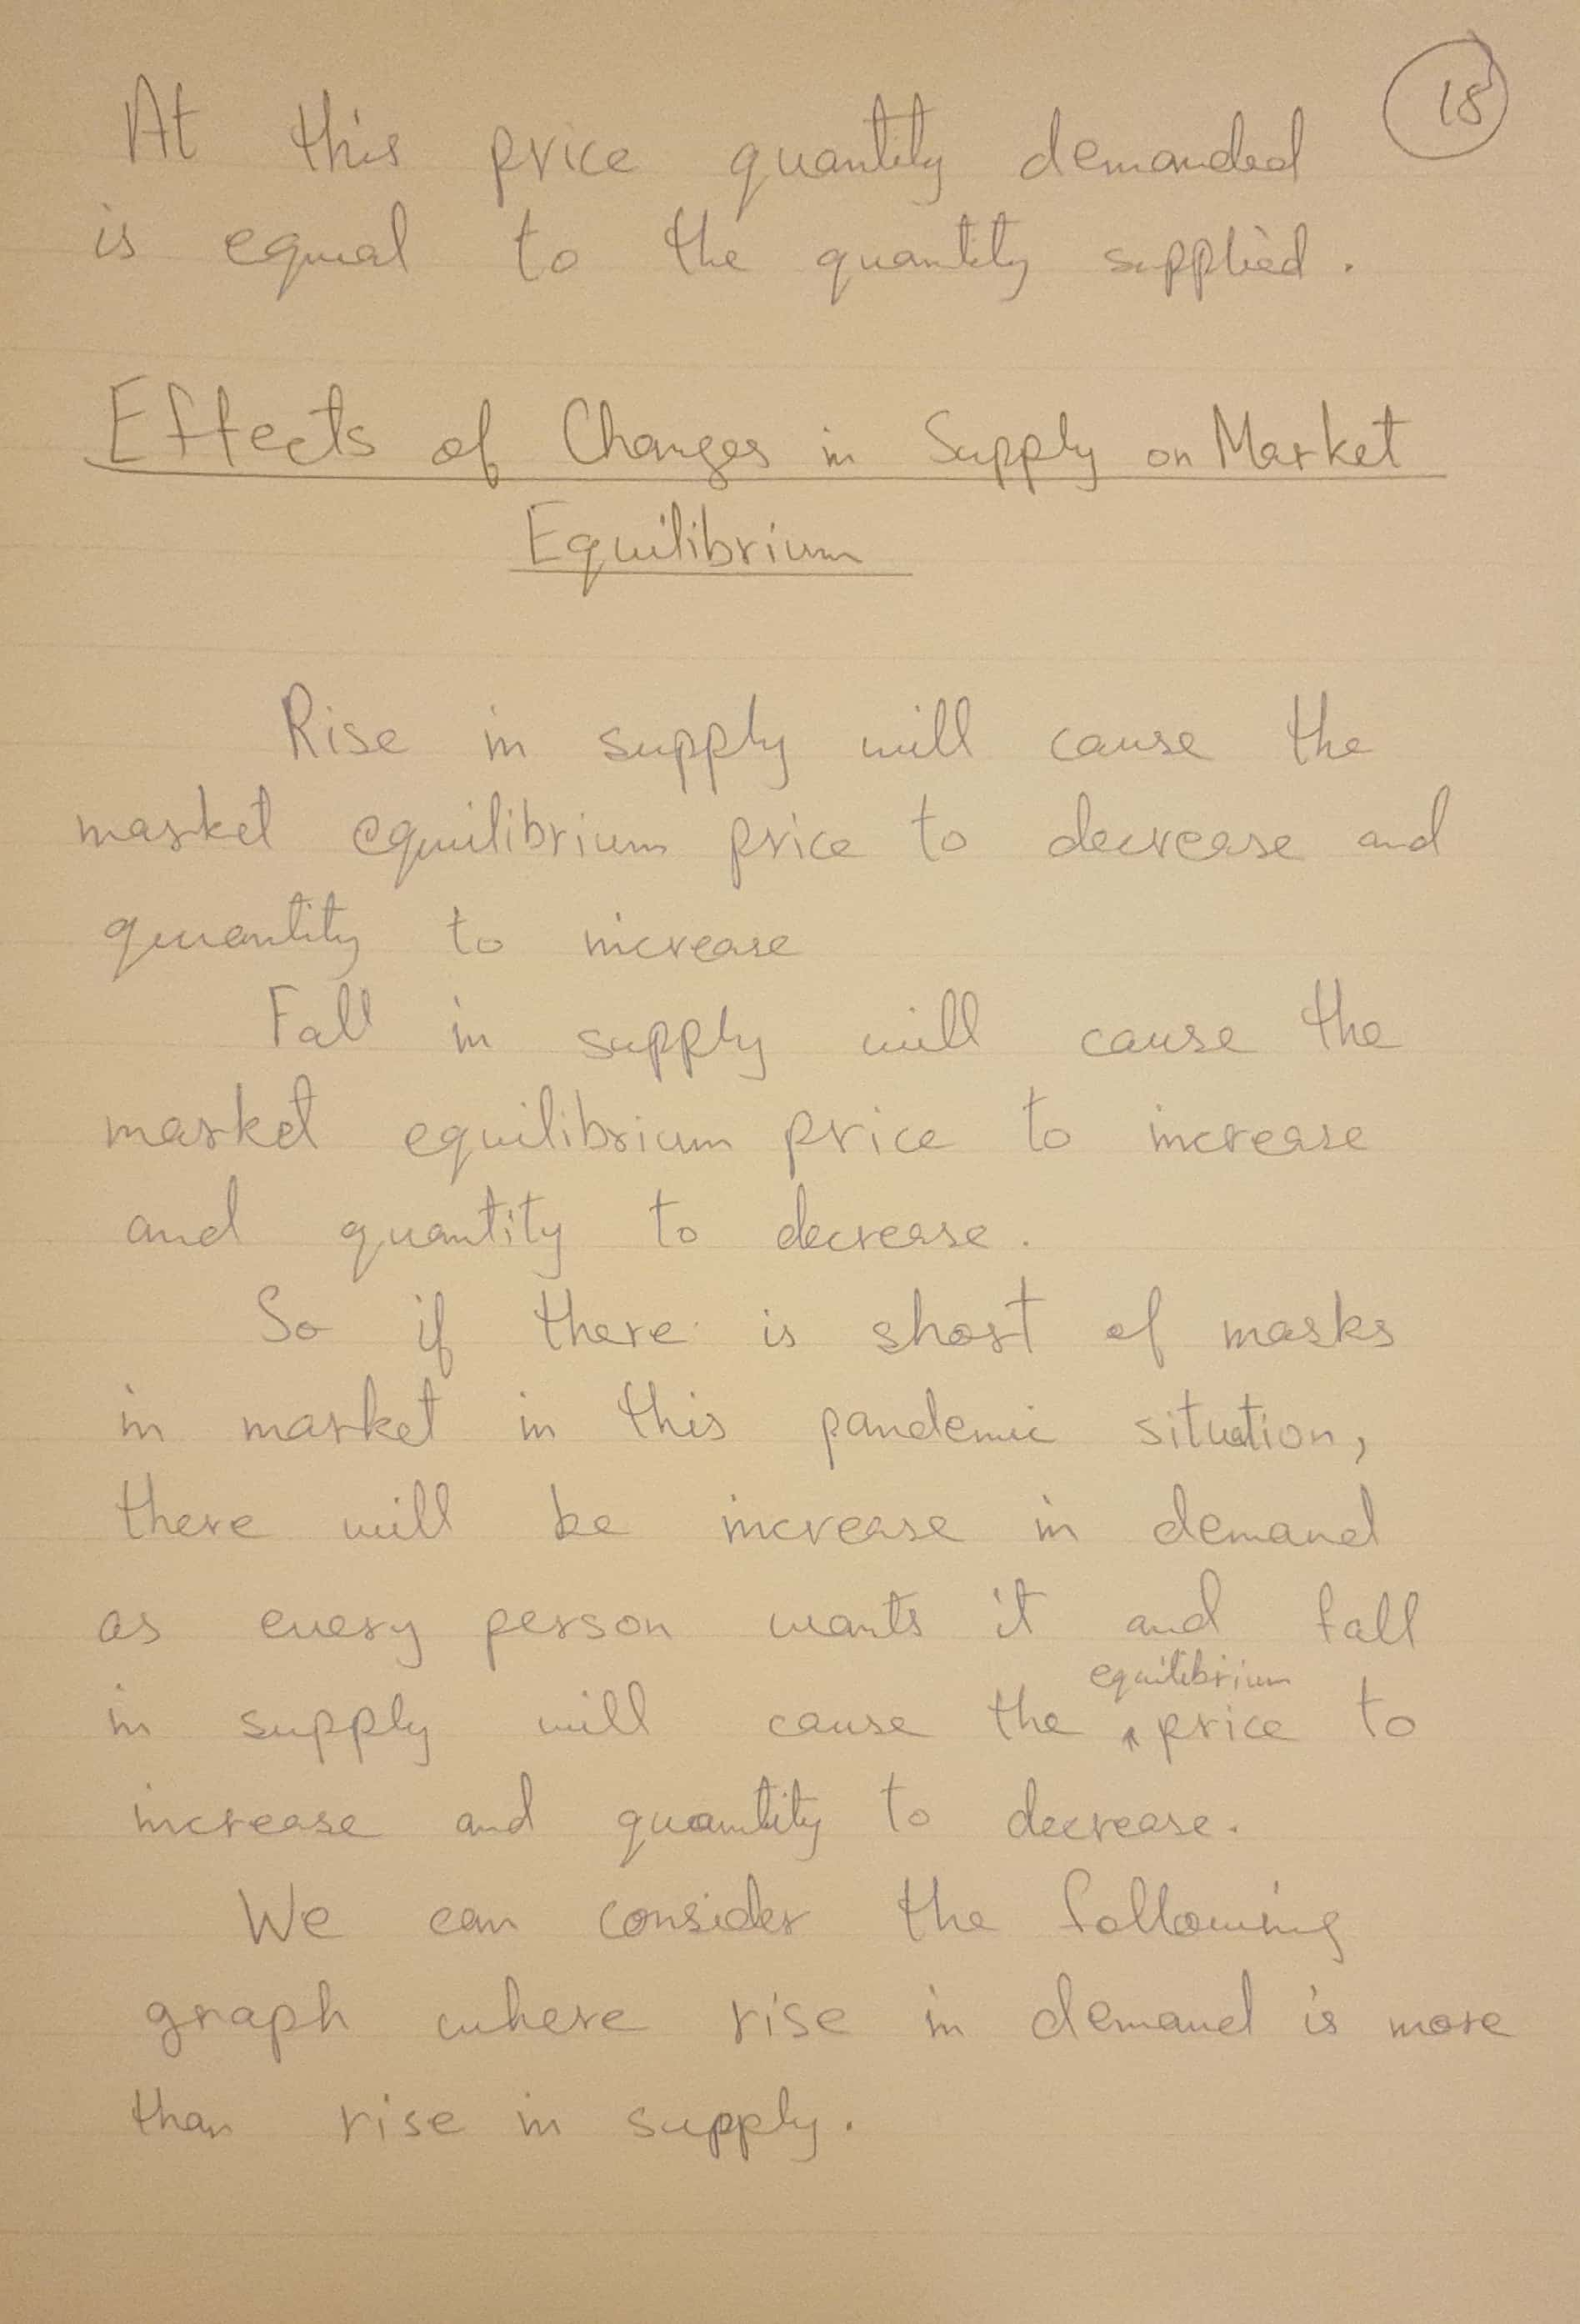 18
At this price quantity demanded
is equal to the quantity supplied.
Effects of Changes in Supply on Market
Equilibrium
Rise in supply will cause the
market equilibrium price to decrease and
quantity to increase
Fall in supply will cause the
market equilibrium price to increase
and quantity to decrease.
So if there is short of masks
in market in this pandemic situation,
there will be increase in demand
as every person wants it and fall
equilibrium
in supply will cause the price to
increase and quantity to decrease.
We can consider the following
graph where rise in demand is more
than rise in supply.